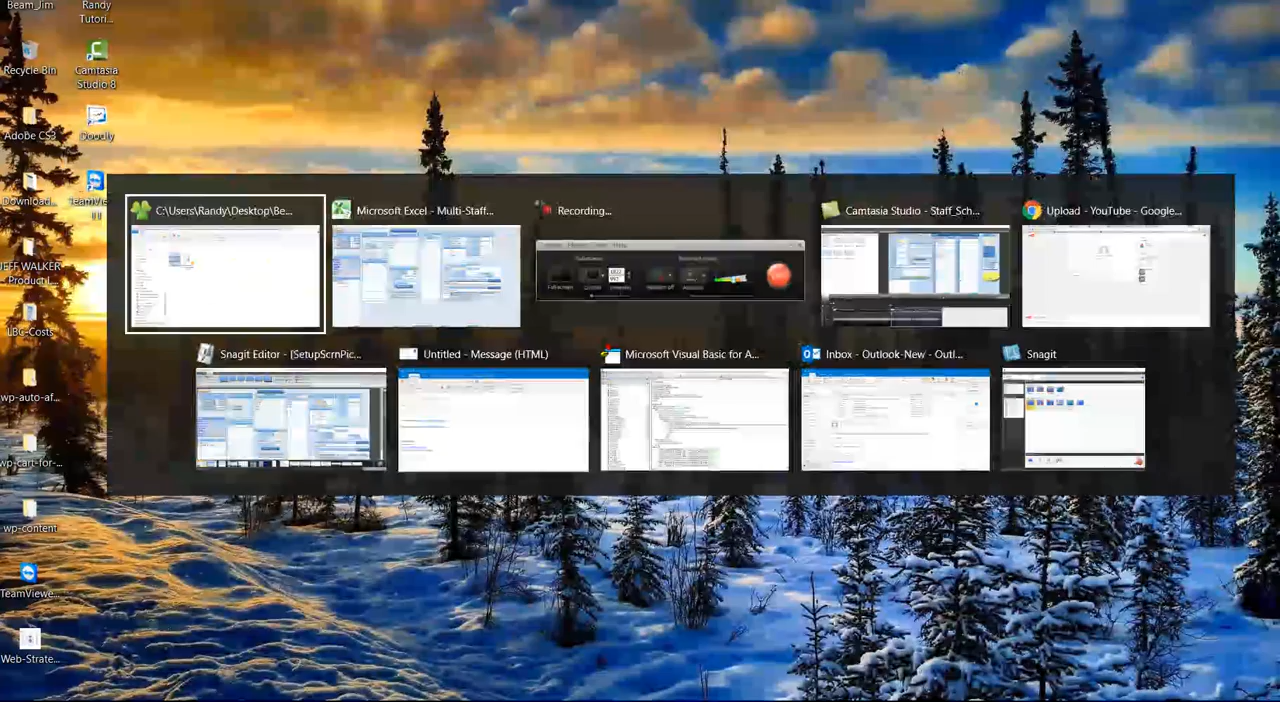 Beam_Jim
Randy
Tutori...
Recycle Bin
Camtasia
Studio 8
Adobe CS3
Doodly
Download...
TeamVie...
11
JEFF WALKER
Product L...
LBC-Costs
wp-auto-af...
wp-cart-for-...
wp-content
TeamViewe...
Web-Strate...
C:\Users\Randy\Desktop\Be...
Microsoft Excel - Multi-Staff...
Recording...
Camtasia Studio - Staff_Sch...
Upload - YouTube - Google...
Snagit Editor - [SetupScrnPic...
Untitled - Message (HTML)
Microsoft Visual Basic for A...
Inbox - Outlook-New - Outl...
Snagit